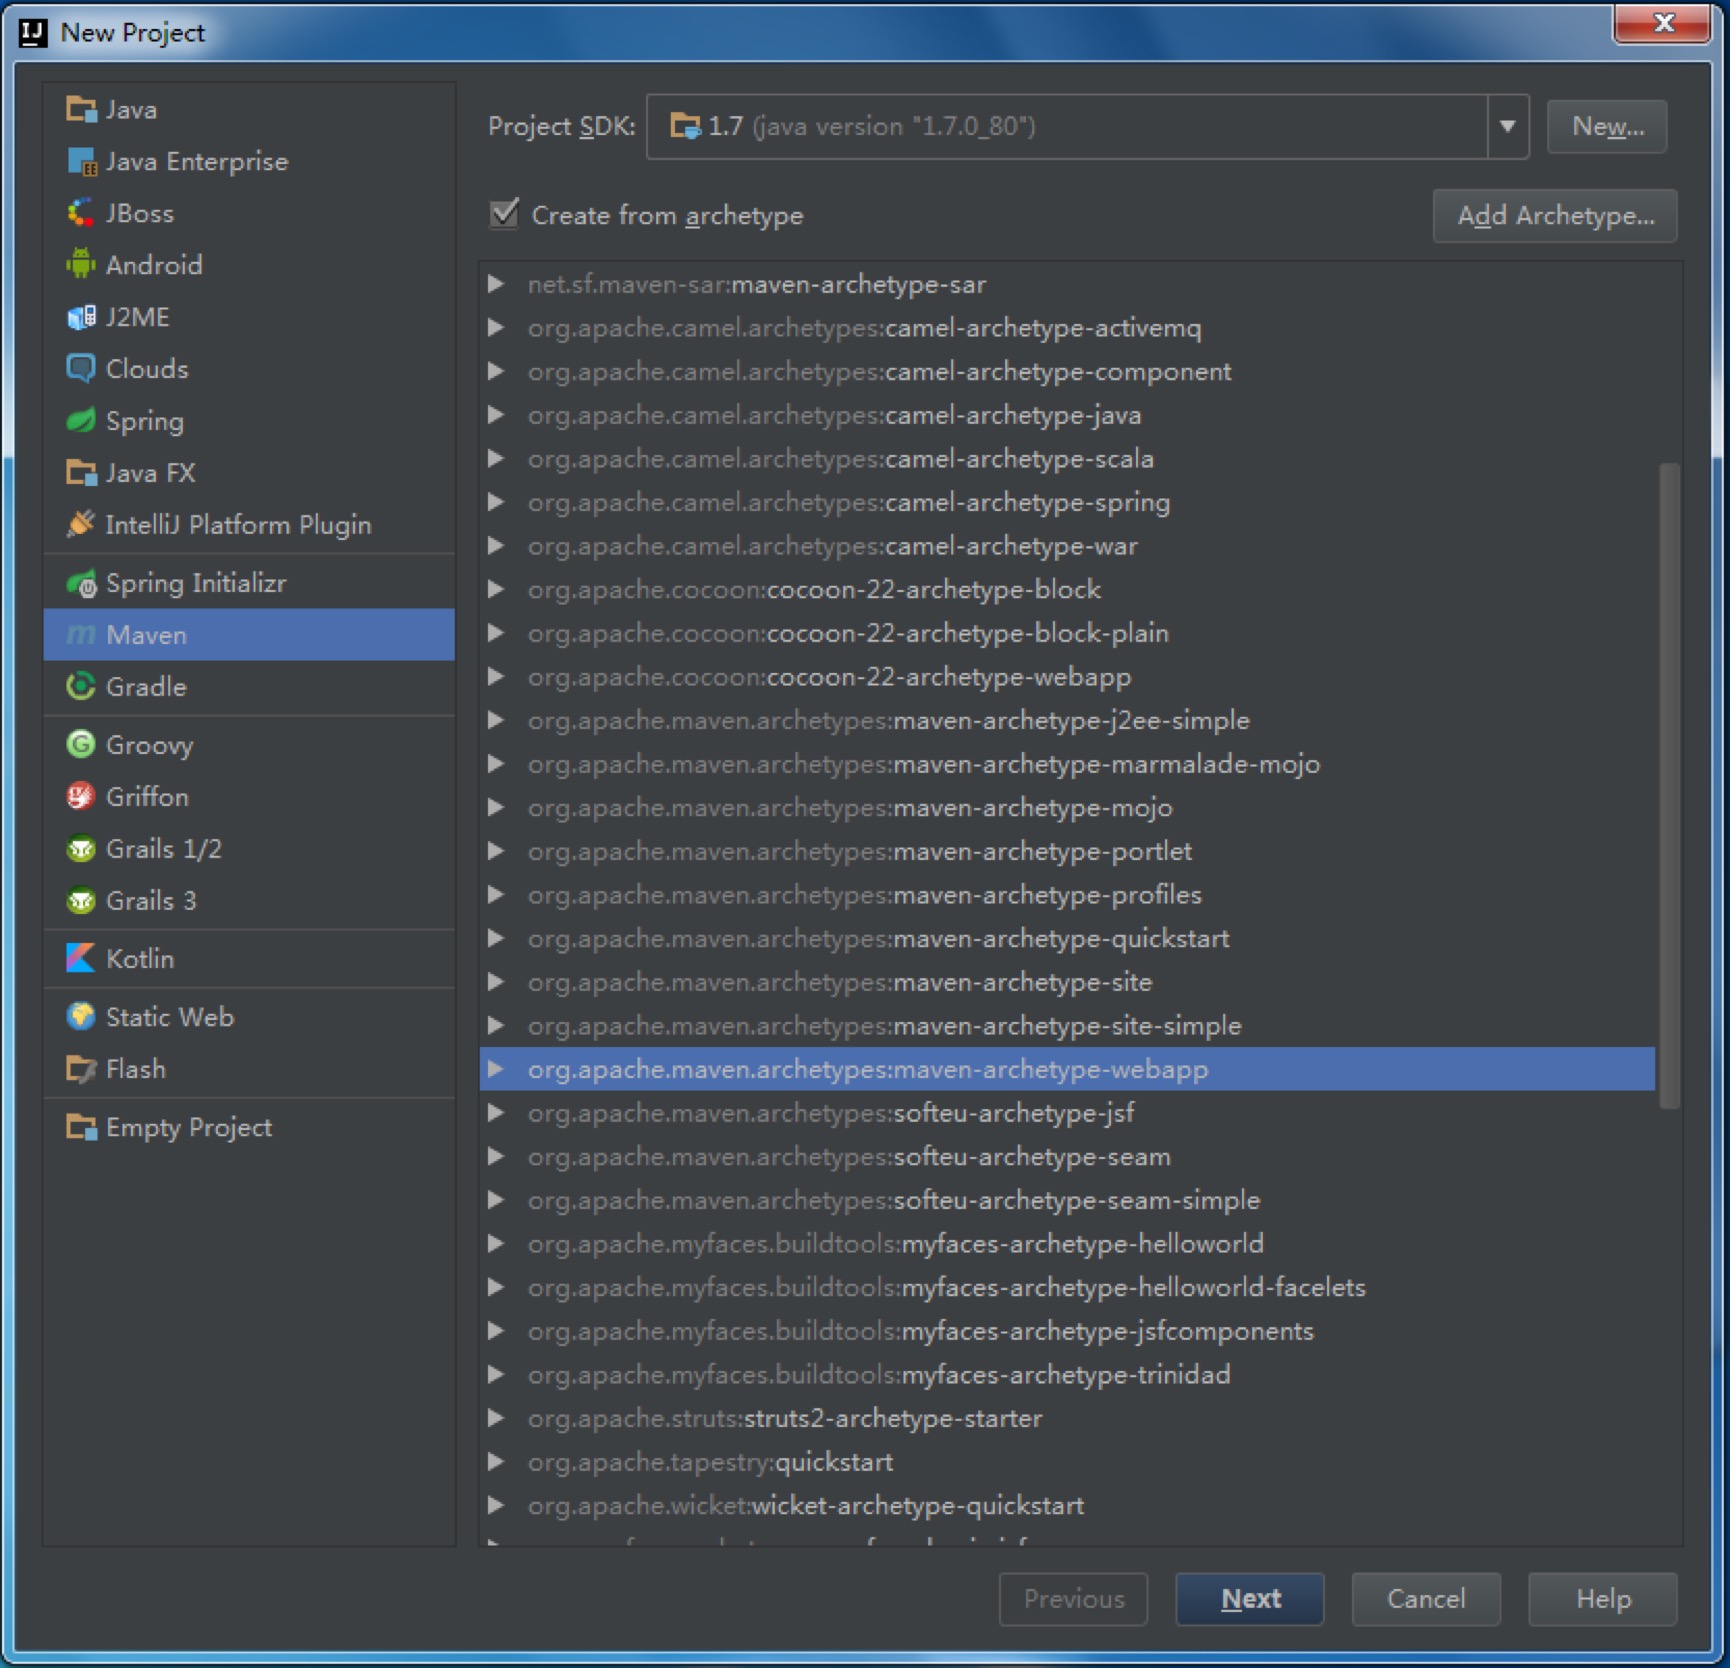 New Project
Java
Java Enterprise
JBoss
Android
J2ME
Clouds
Spring
Java FX
IntelliJ Platform Plugin
Spring Initializr
Maven
Gradle
Groovy
Griffon
Grails 1/2
Grails 3
Kotlin
Static Web
Flash
Empty Project
Project SDK: 1.7 (java version "1.7.0_80") New...
Create from archetype Add Archetype...
net.sf.maven-sar:maven-archetype-sar
org.apache.camel.archetypes:camel-archetype-activemq
org.apache.camel.archetypes:camel-archetype-component
org.apache.camel.archetypes:camel-archetype-java
org.apache.camel.archetypes:camel-archetype-scala
org.apache.camel.archetypes:camel-archetype-spring
org.apache.camel.archetypes:camel-archetype-war
org.apache.cocoon:cocoon-22-archetype-block
org.apache.cocoon:cocoon-22-archetype-block-plain
org.apache.cocoon:cocoon-22-archetype-webapp
org.apache.maven.archetypes:maven-archetype-j2ee-simple
org.apache.maven.archetypes:maven-archetype-marmalade-mojo
org.apache.maven.archetypes:maven-archetype-mojo
org.apache.maven.archetypes:maven-archetype-portlet
org.apache.maven.archetypes:maven-archetype-profiles
org.apache.maven.archetypes:maven-archetype-quickstart
org.apache.maven.archetypes:maven-archetype-site
org.apache.maven.archetypes:maven-archetype-site-simple
org.apache.maven.archetypes:maven-archetype-webapp
org.apache.maven.archetypes:softeu-archetype-jsf
org.apache.maven.archetypes:softeu-archetype-seam
org.apache.maven.archetypes:softeu-archetype-seam-simple
org.apache.myfaces.buildtools:myfaces-archetype-helloworld
org.apache.myfaces.buildtools:myfaces-archetype-helloworld-facelets
org.apache.myfaces.buildtools:myfaces-archetype-jsfcomponents
org.apache.myfaces.buildtools:myfaces-archetype-trinidad
org.apache.struts:struts2-archetype-starter
org.apache.tapestry:quickstart
org.apache.wicket:wicket-archetype-quickstart
Previous Next Cancel Help